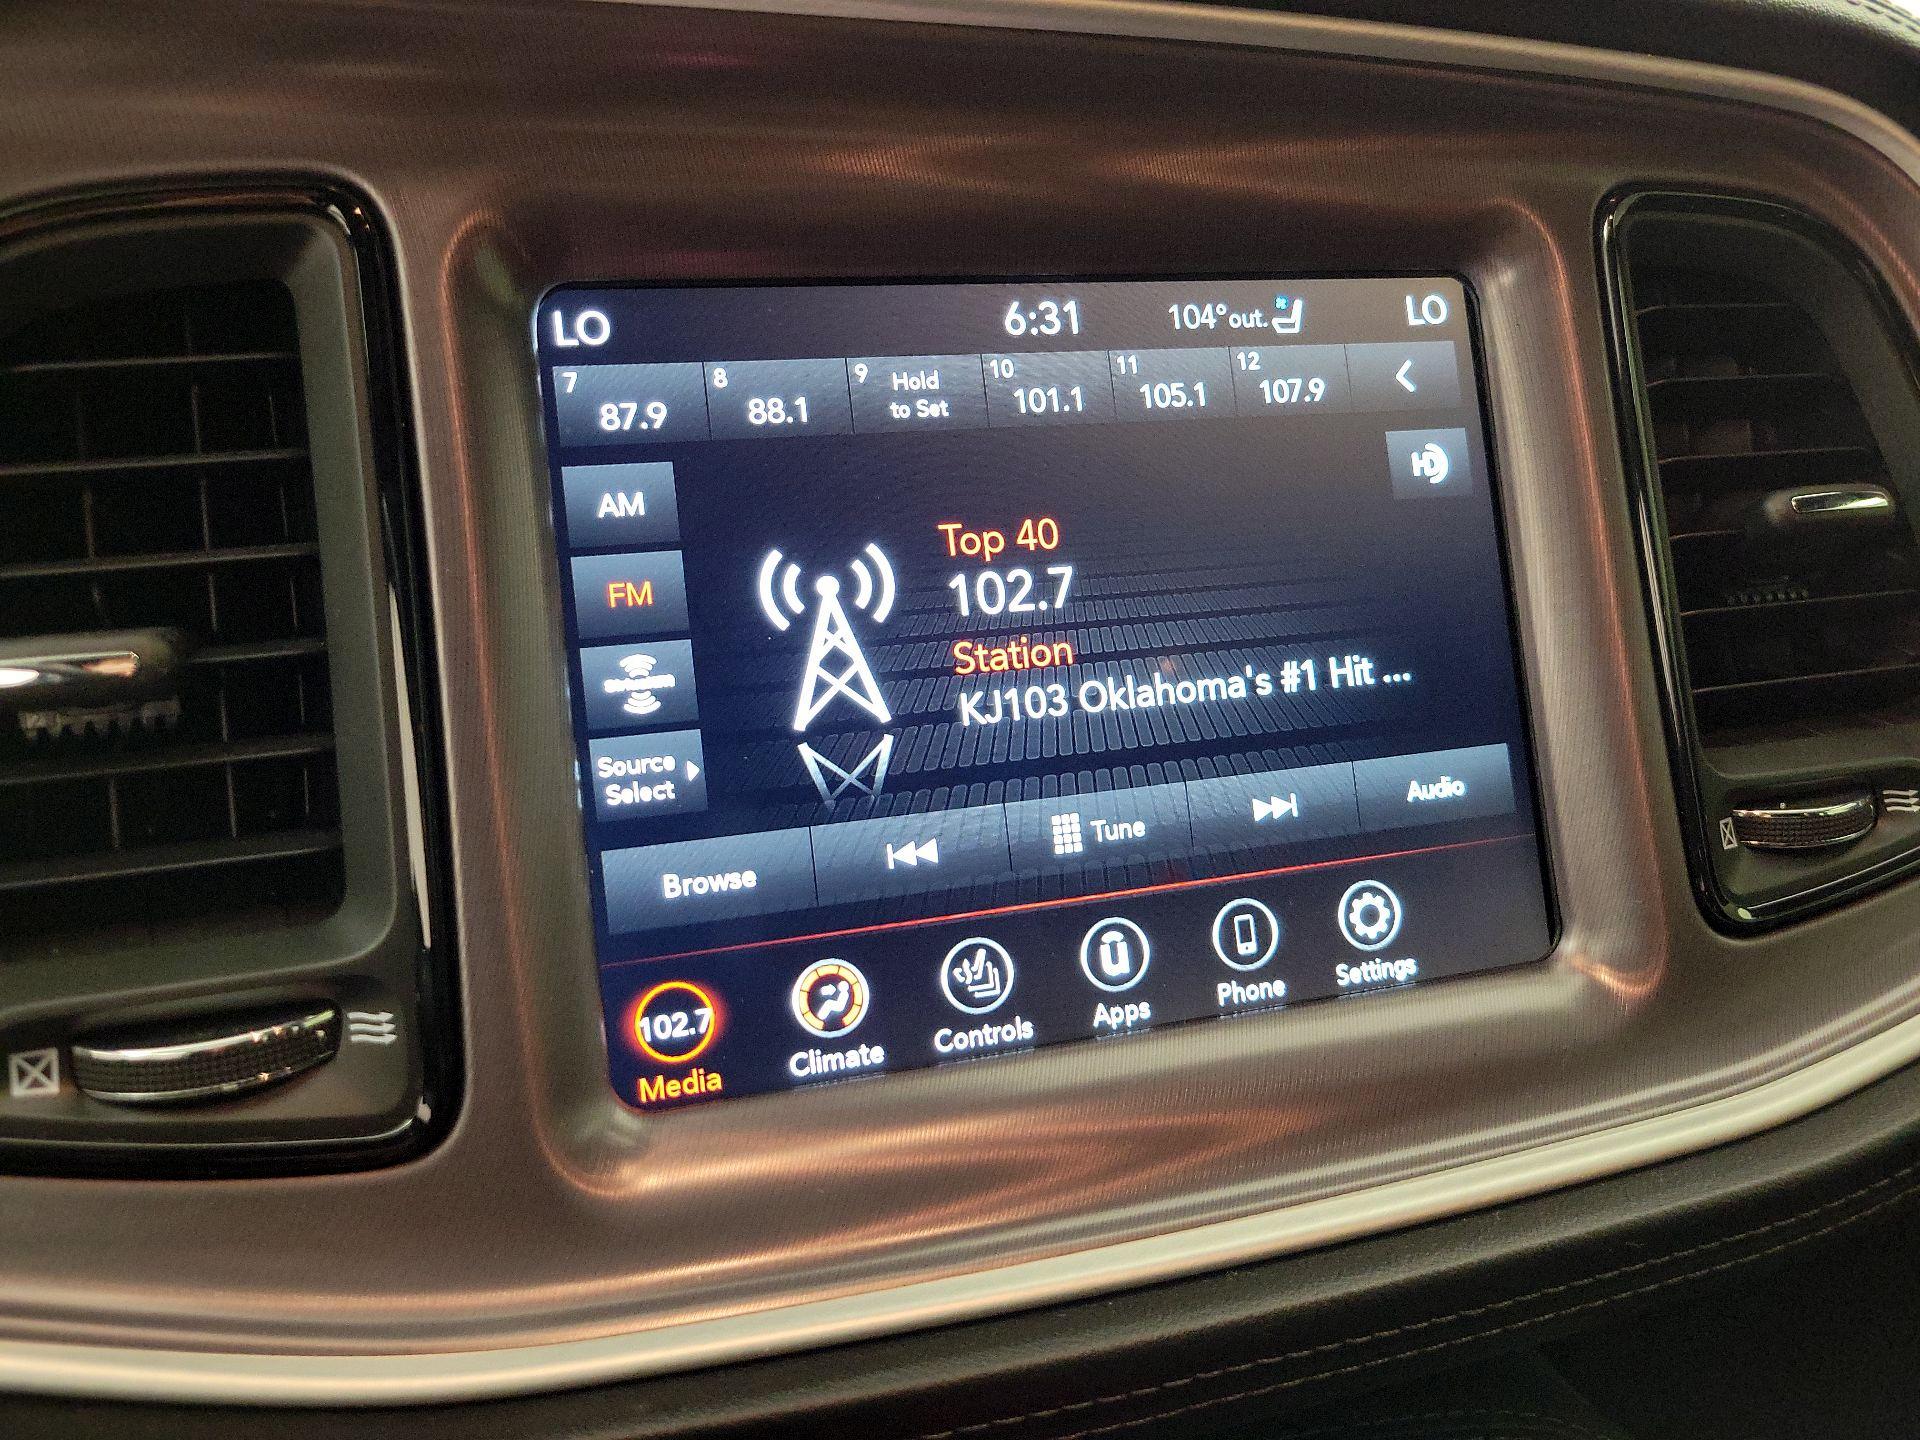 LO 6:31 104° out. LO
7 87.9 8 88.1 9 Hold to Set 10 101.1 11 105.1 12 107.9
HD
AM
FM
Source
Select
Top 40
102.7
Station
KJ103 Oklahoma's #1 Hit ...
Browse Tune Audio
102.7
Media Climate Controls Apps Phone Settings